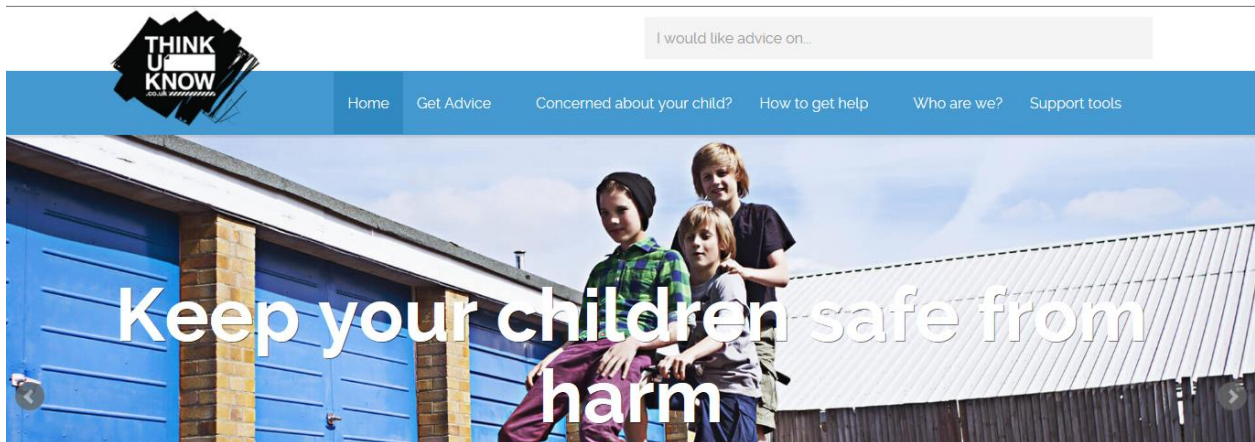 THINK
U
KNOW
.co.uk
I would like advice on...
Home Get Advice Concerned about your child? How to get help Who are we? Support tools
Keep your children safe from
harm